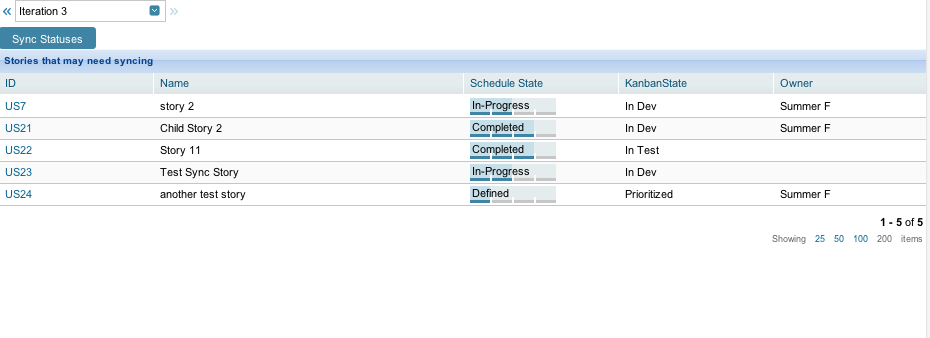 « Iteration 3 »
Sync Statuses
Stories that may need syncing
ID Name Schedule State KanbanState Owner
US7 story 2 In-Progress In Dev Summer F
US21 Child Story 2 Completed In Dev Summer F
US22 Story 11 Completed In Test
US23 Test Sync Story In-Progress In Dev
US24 another test story Defined Prioritized Summer F
1 - 5 of 5
Showing 25 50 100 200 items